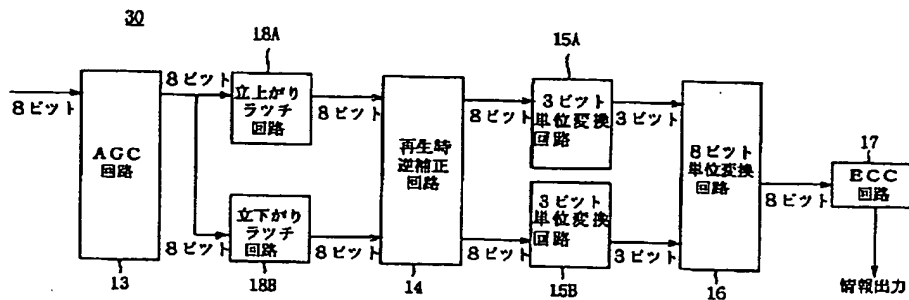 30
18A
15A
8ビット
立上がり
ラッチ
回路
8ビット
8ビット
3ビット
単位変換
回路
3ビット
8ビット
AGC
回路
再生時
逆補正
回路
8ビット
単位変換
回路
17
ECC
回路
8ビット
立下がり
ラッチ
回路
3ビット
単位変換
回路
8ビット
8ビット
8ビット
3ビット
13
18B
14
15B
16
情報出力